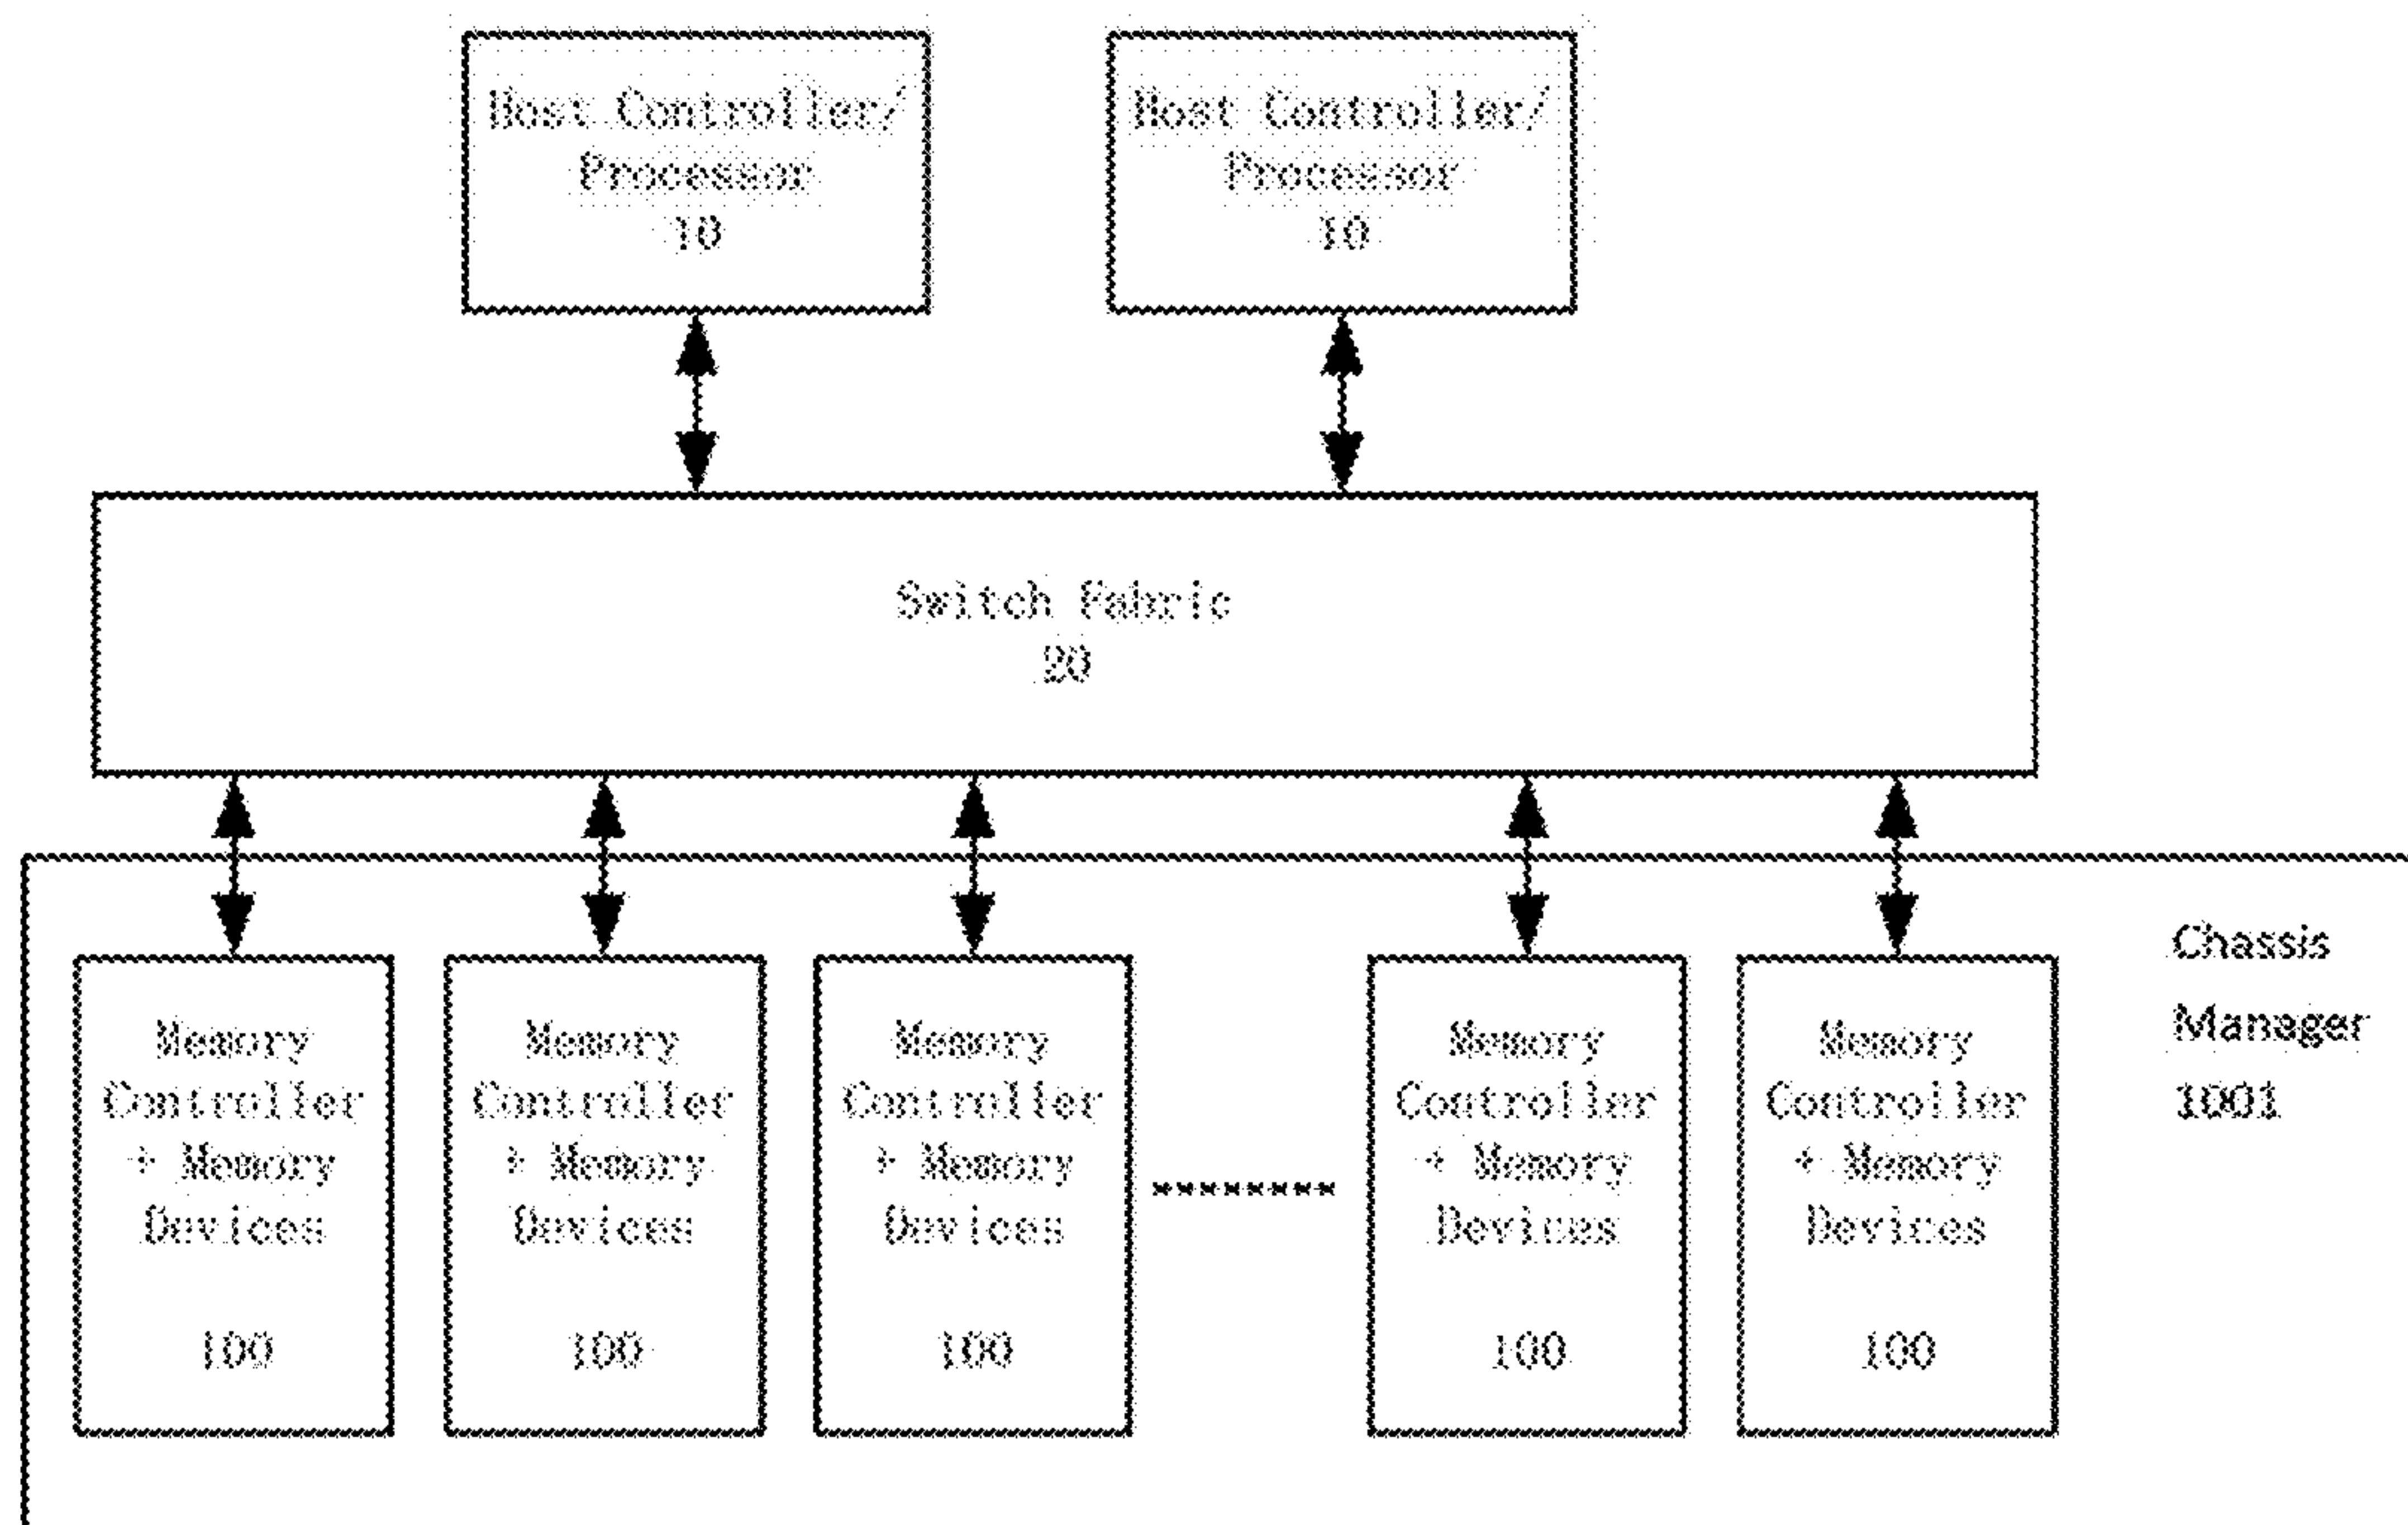 Host Controller/
Processor
10
Host Controller/
Processor
10
Switch Fabric
20
Memory
Controller
+ Memory
Devices
100
Memory
Controller
+ Memory
Devices
100
Memory
Controller
+ Memory
Devices
100
Memory
Controller
+ Memory
Devices
100
Memory
Controller
+ Memory
Devices
100
Chassis
Manager
1001